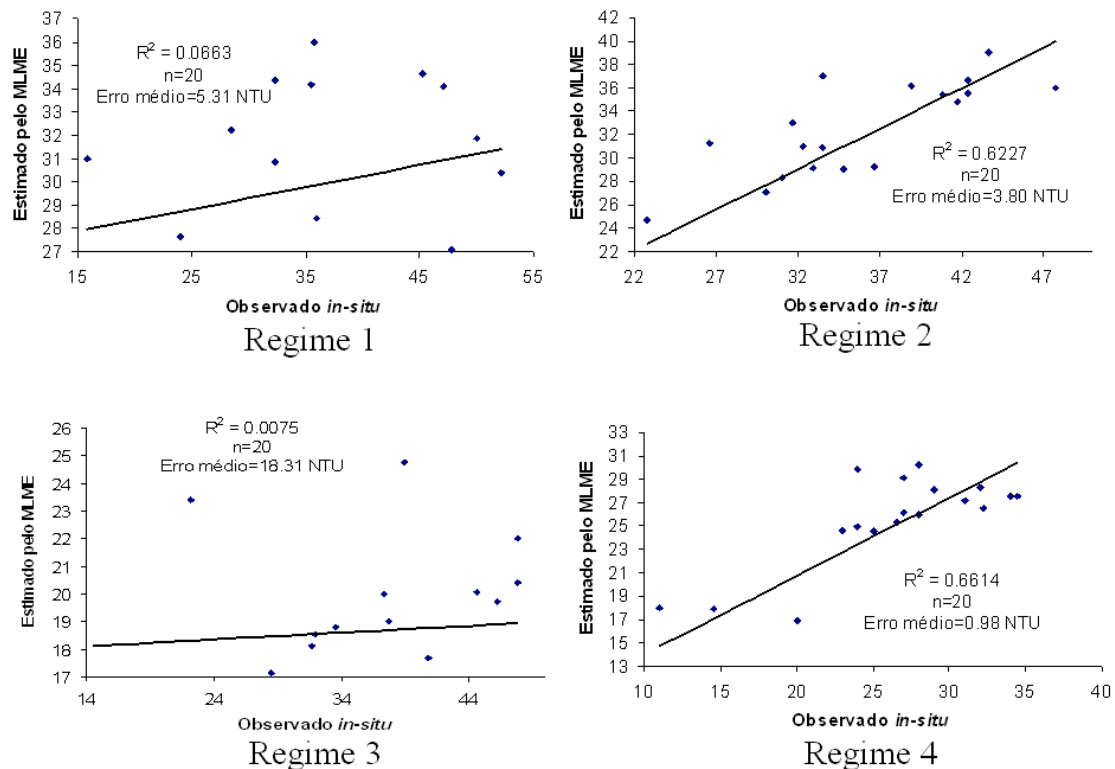 37
36
35
34
33
32
31
30
29
28
27
Estimado pelo MLME
R² = 0.0663
n=20
Erro médio=5.31 NTU
15 25 35 45 55
Observado in-situ
Regime 1
42
40
38
36
34
32
30
28
26
24
22
Estimado pelo MLME
R² = 0.6227
n=20
Erro médio=3.80 NTU
22 27 32 37 42 47
Observado in-situ
Regime 2
26
25
24
23
22
21
20
19
18
17
Estimado pelo MLME
R² = 0.0075
n=20
Erro médio=18.31 NTU
14 24 34 44
Observado in-situ
Regime 3
33
31
29
27
25
23
21
19
17
15
13
Estimado pelo MLME
R² = 0.6614
n=20
Erro médio=0.98 NTU
10 15 20 25 30 35 40
Observado in-situ
Regime 4